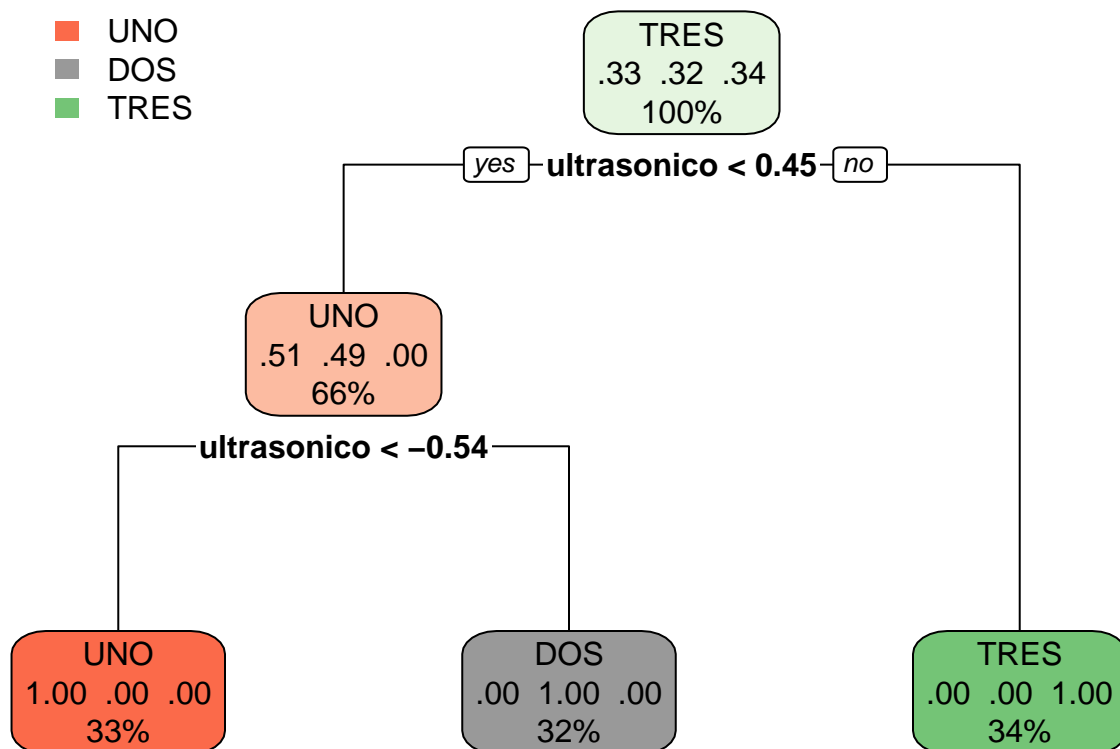 UNO
DOS
TRES
TRES
.33 .32 .34
100%
yes ultrasonico < 0.45 no
UNO
.51 .49 .00
66%
ultrasonico < −0.54
UNO
1.00 .00 .00
33%
DOS
.00 1.00 .00
32%
TRES
.00 .00 1.00
34%